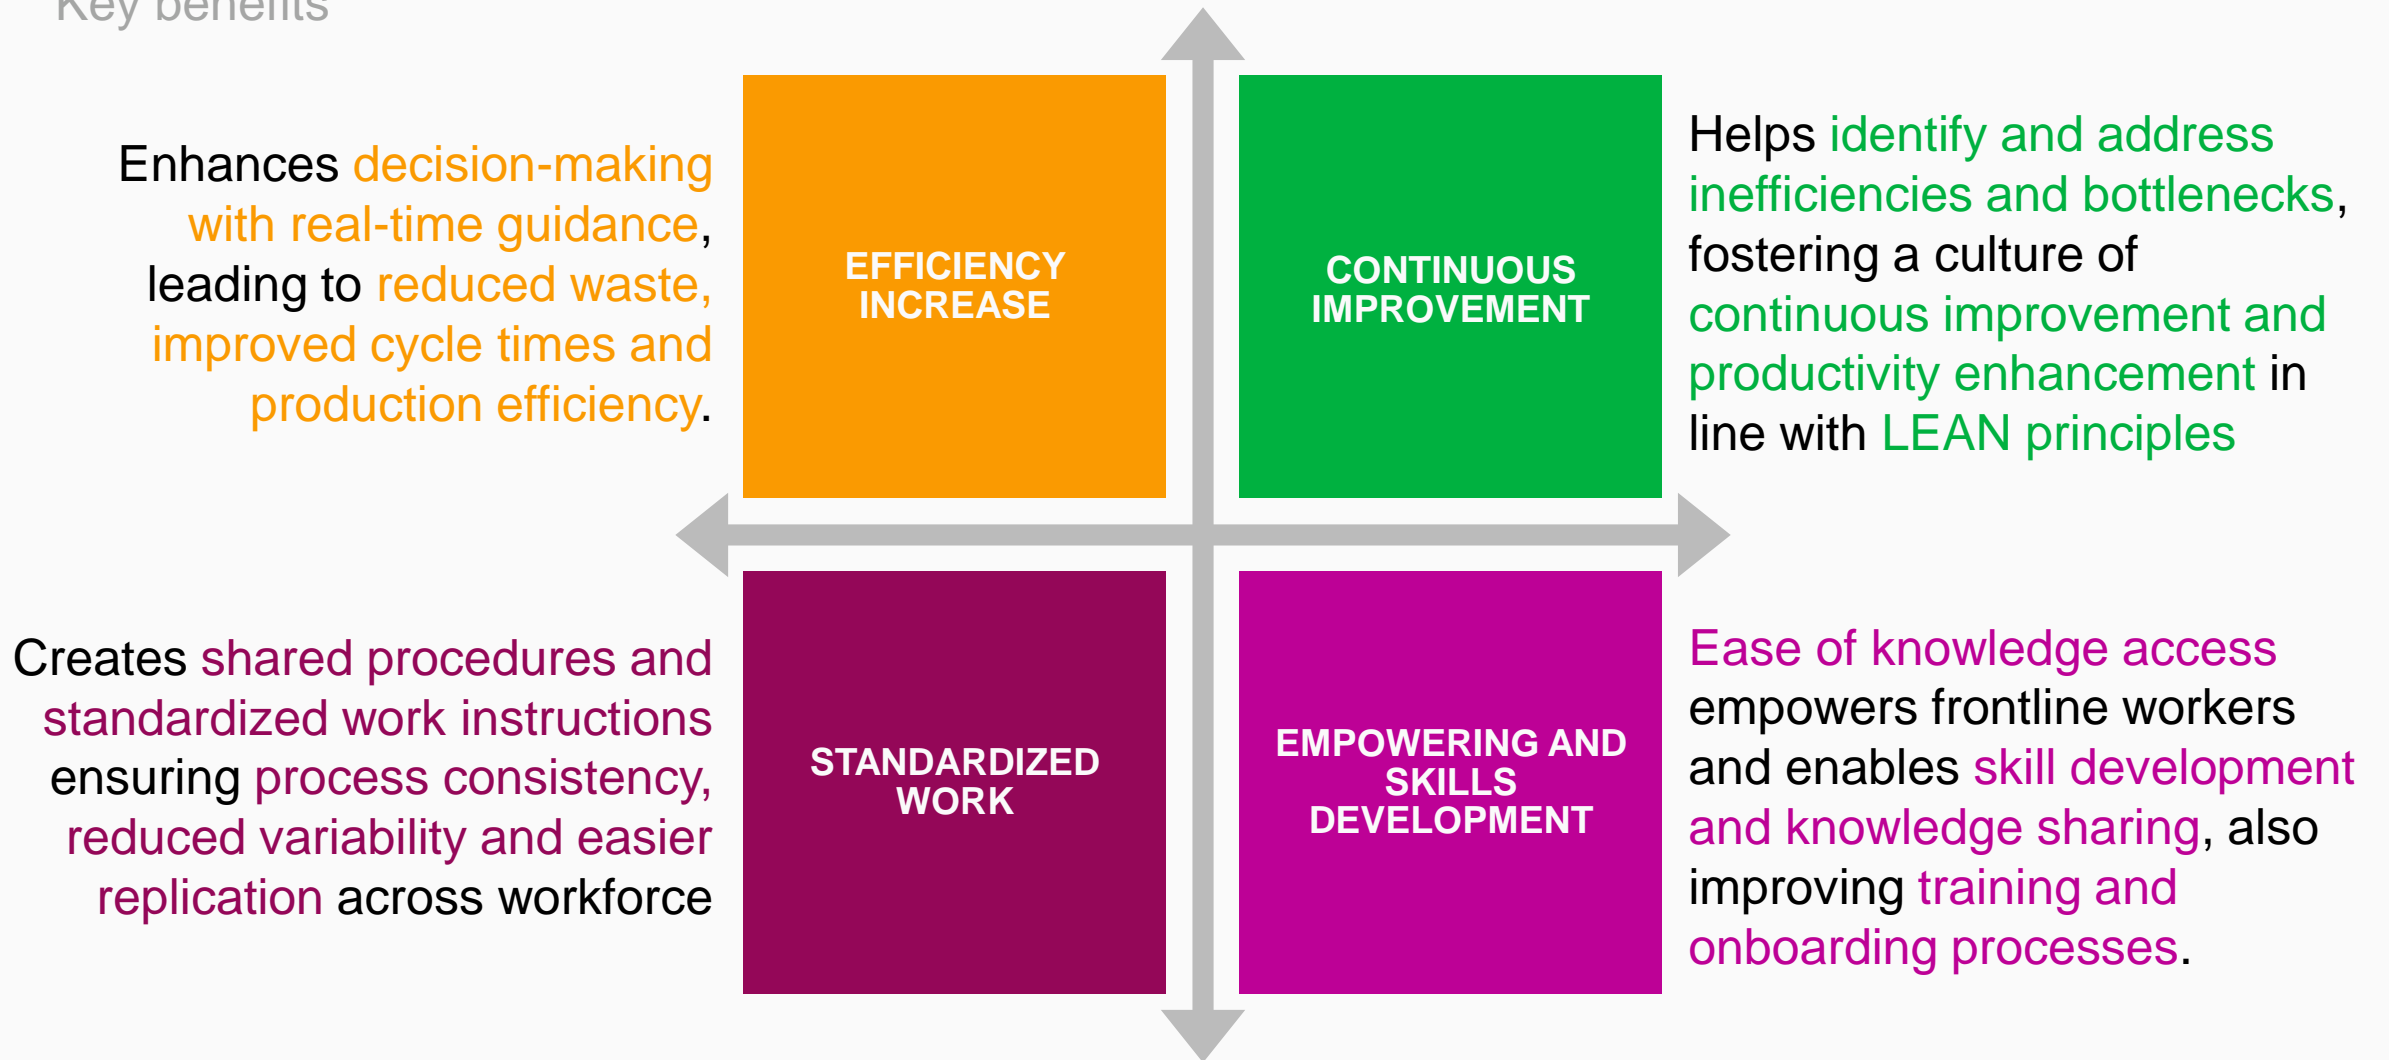 Key benefits
Enhances decision-making
with real-time guidance,
leading to reduced waste,
improved cycle times and
production efficiency.
EFFICIENCY
INCREASE
CONTINUOUS
IMPROVEMENT
Helps identify and address
inefficiencies and bottlenecks,
fostering a culture of
continuous improvement and
productivity enhancement in
line with LEAN principles
Creates shared procedures and
standardized work instructions
ensuring process consistency,
reduced variability and easier
replication across workforce
STANDARDIZED
WORK
EMPOWERING AND
SKILLS
DEVELOPMENT
Ease of knowledge access
empowers frontline workers
and enables skill development
and knowledge sharing, also
improving training and
onboarding processes.